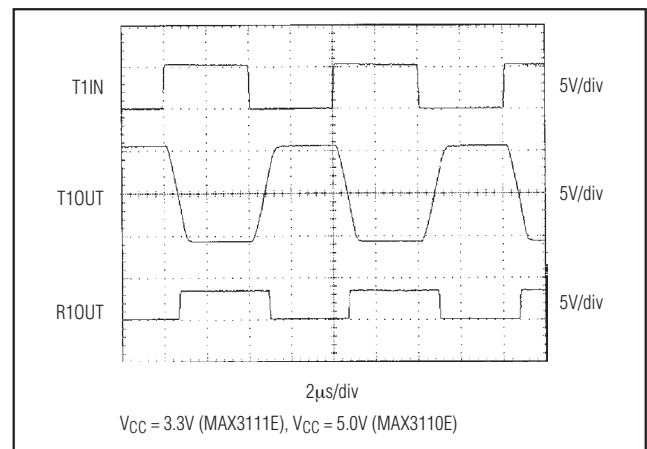 T1IN
5V/div
T1OUT
5V/div
R1OUT
5V/div
2µs/div
VCC = 3.3V (MAX3111E), VCC = 5.0V (MAX3110E)